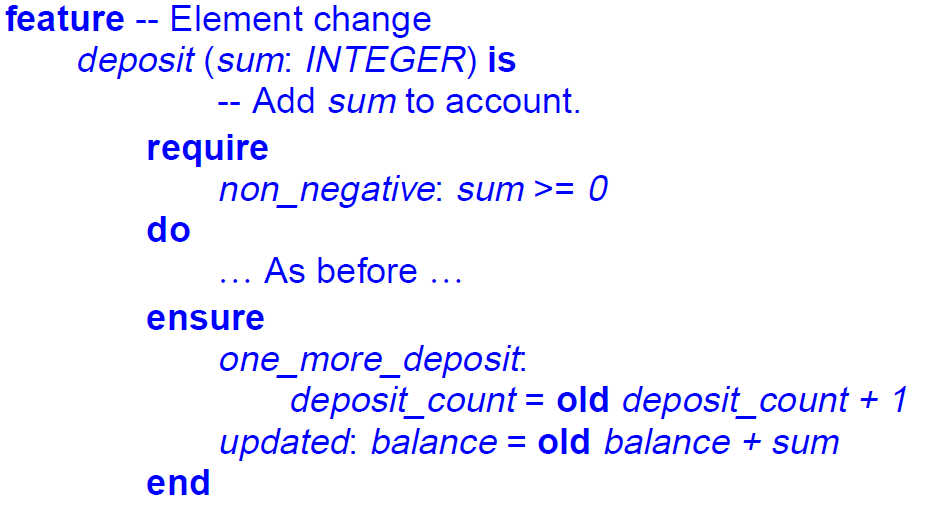 feature -- Element change
deposit (sum: INTEGER) is
-- Add sum to account.
require
non_negative: sum >= 0
do
… As before …
ensure
one_more_deposit:
deposit_count = old deposit_count + 1
updated: balance = old balance + sum
end